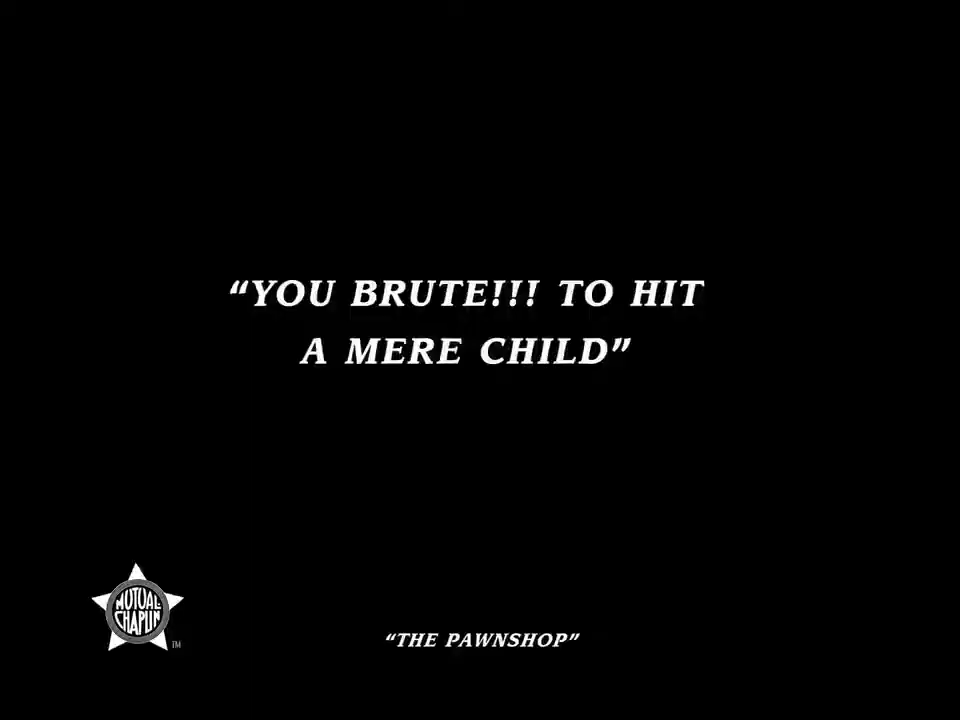 “YOU BRUTE!!! TO HIT
A MERE CHILD”
MUTUAL-
CHAPLIN
TM
“THE PAWNSHOP”